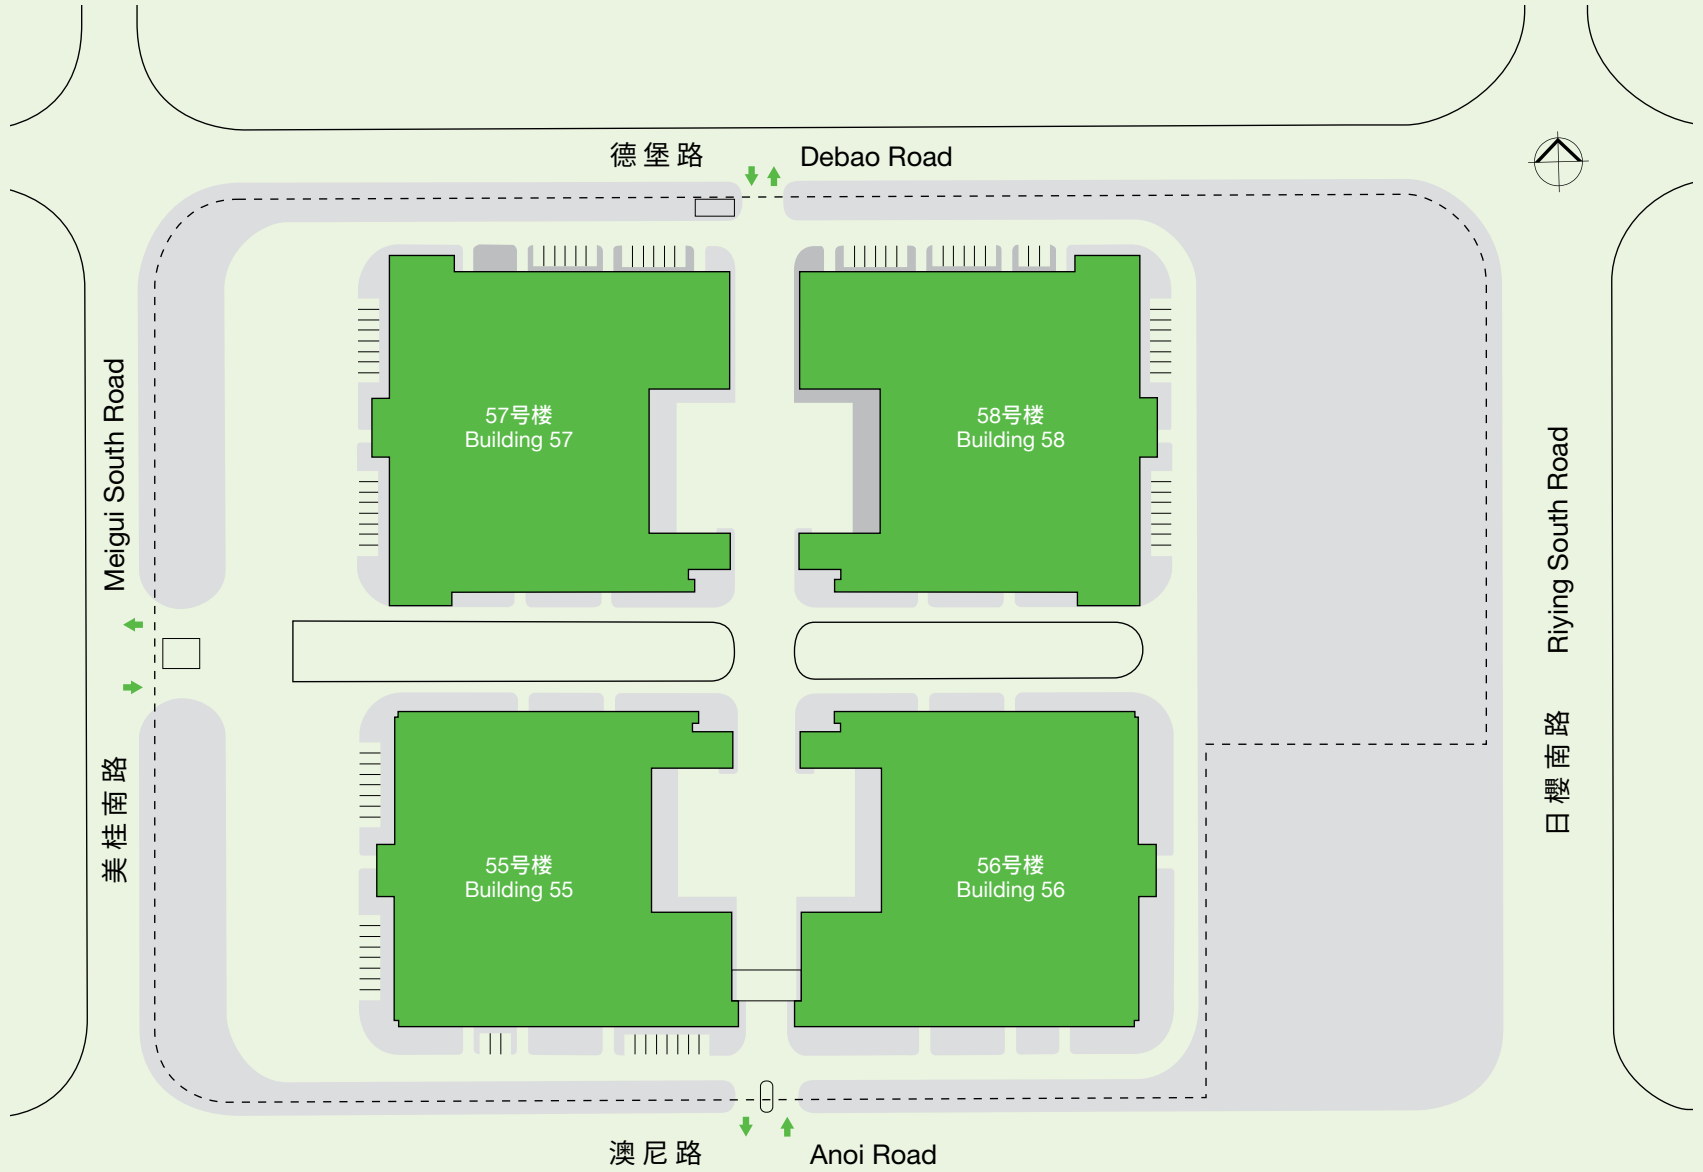 德堡路 Debao Road
Meigui South Road
美桂南路
57号楼
Building 57
58号楼
Building 58
Riying South Road
日櫻南路
55号楼
Building 55
56号楼
Building 56
澳尼路 Anoi Road